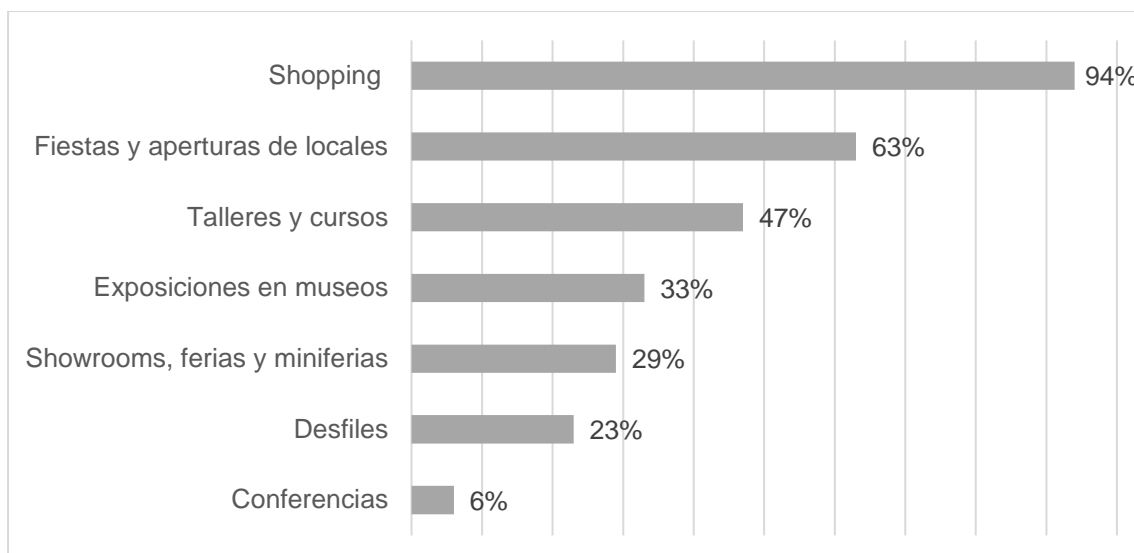 Shopping 94%
Fiestas y aperturas de locales 63%
Talleres y cursos 47%
Exposiciones en museos 33%
Showrooms, ferias y miniferias 29%
Desfiles 23%
Conferencias 6%